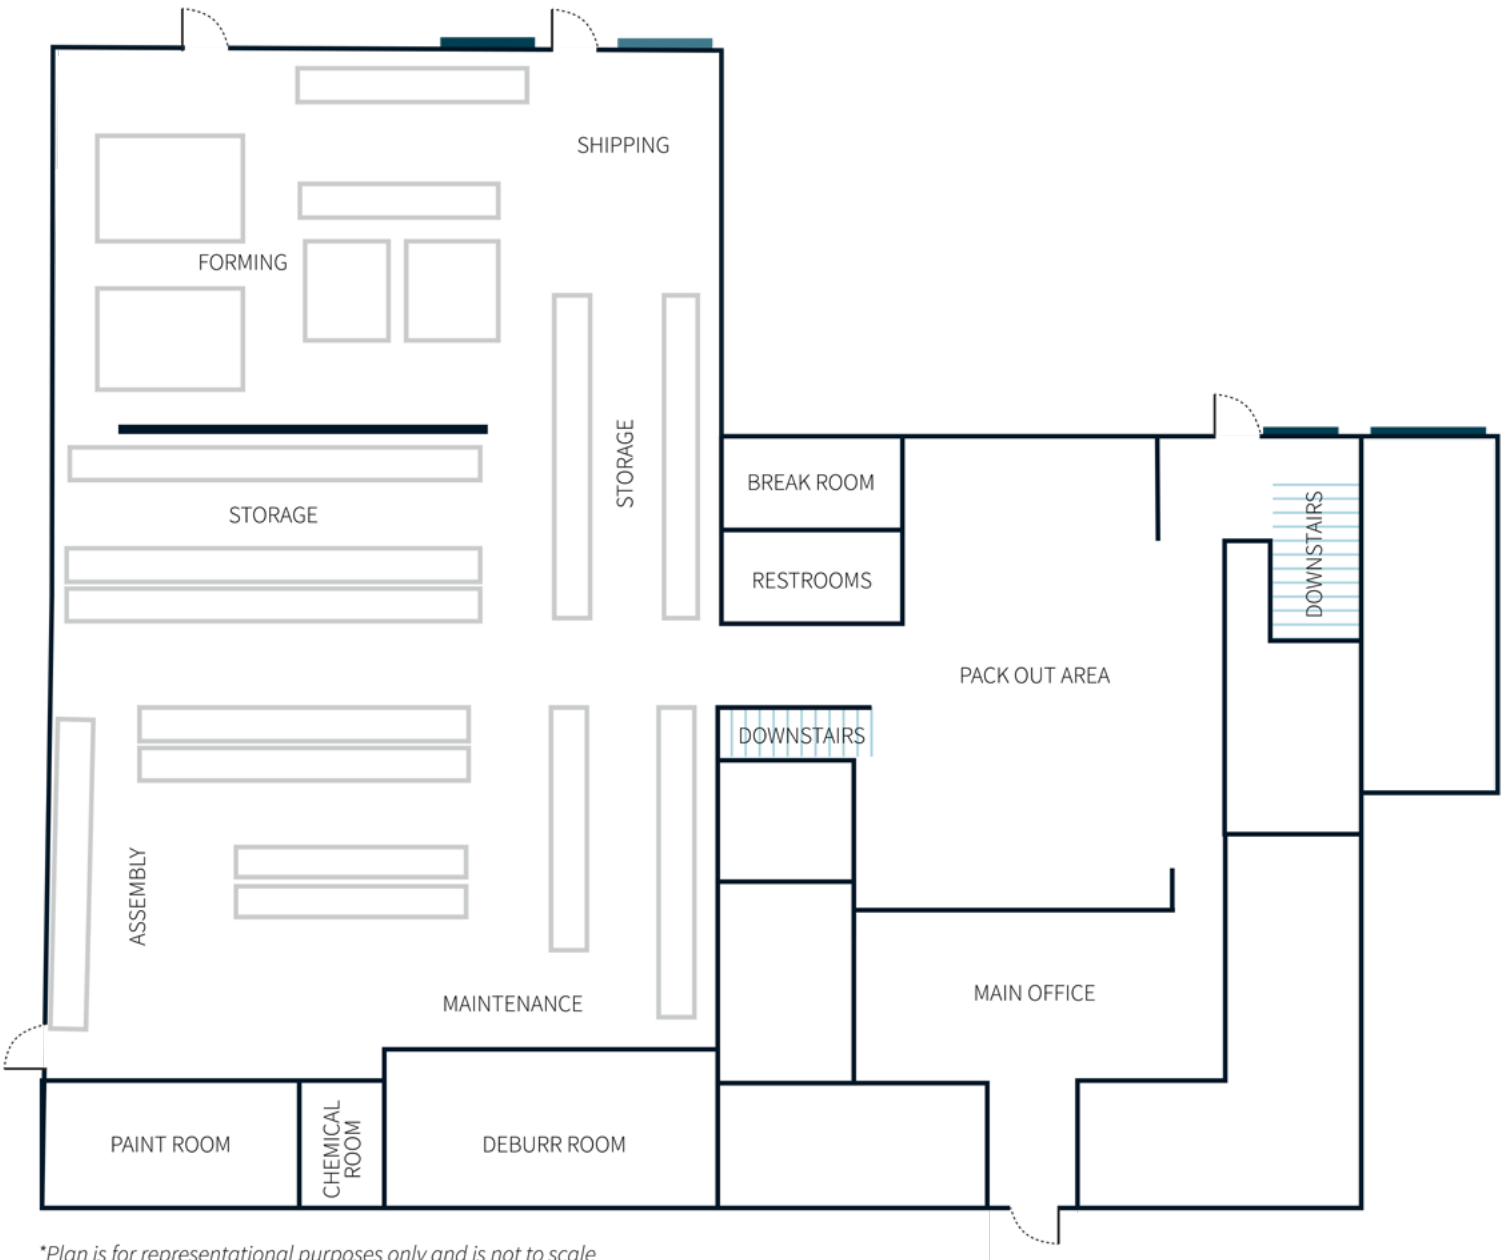 SHIPPING
FORMING
STORAGE
BREAK ROOM
DOWNSTAIRS
STORAGE
RESTROOMS
PACK OUT AREA
DOWNSTAIRS
ASSEMBLY
MAINTENANCE
MAIN OFFICE
PAINT ROOM
CHEMICAL
ROOM
DEBURR ROOM
*Plan is for representational purposes only and is not to scale